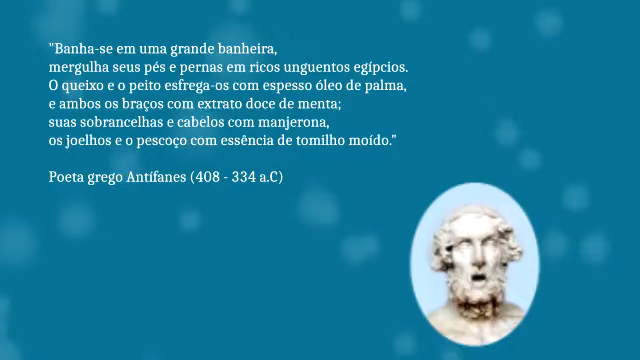 "Banha-se em uma grande banheira,
mergulha seus pés e pernas em ricos unguentos egípcios.
O queixo e o peito esfrega-os com espesso óleo de palma,
e ambos os braços com extrato doce de menta;
suas sobrancelhas e cabelos com manjerona,
os joelhos e o pescoço com essência de tomilho moído."
Poeta grego Antífanes (408 - 334 a.C)